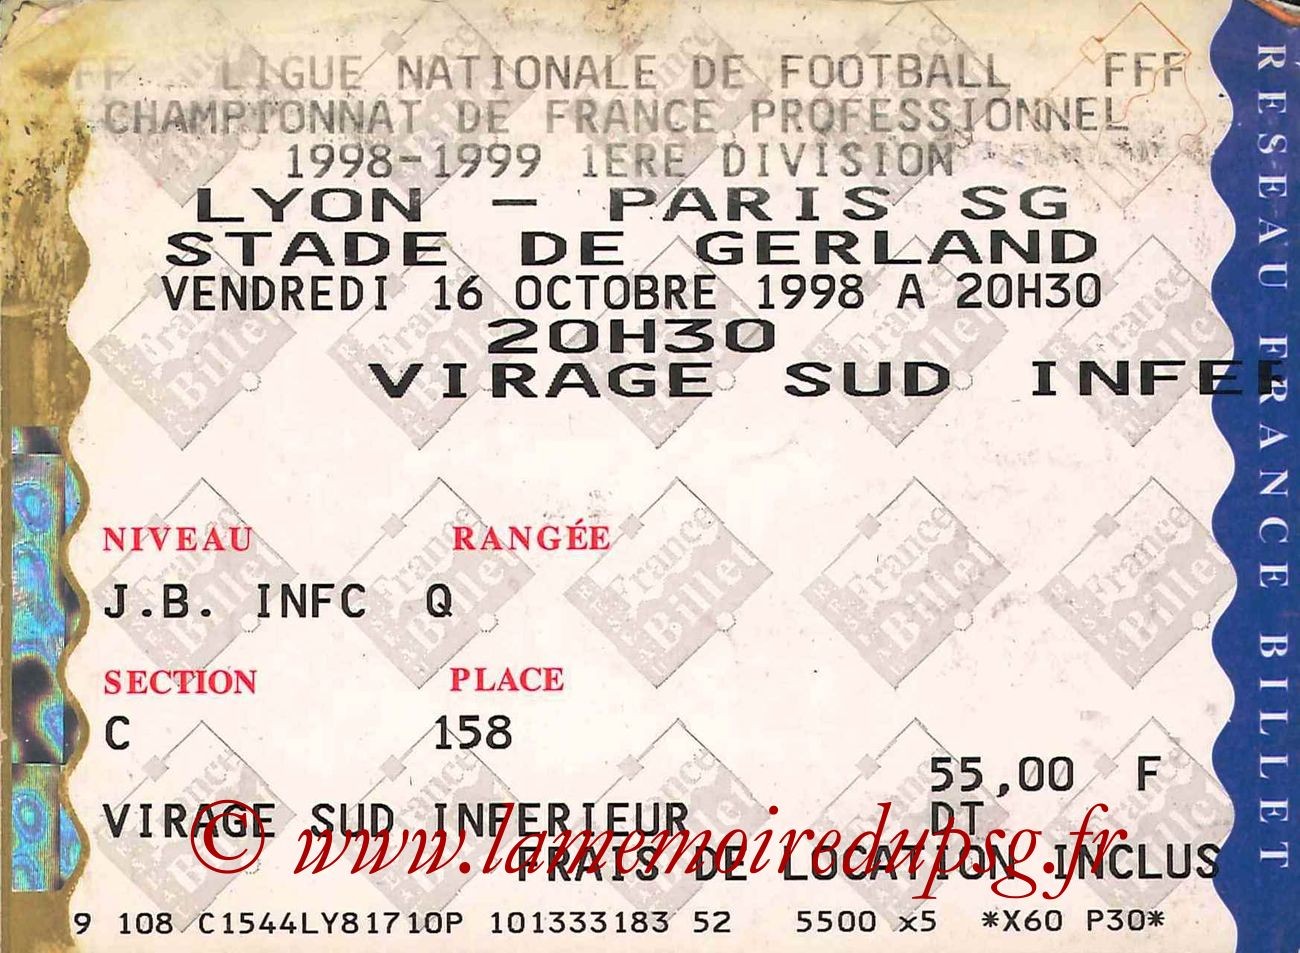 FF LIGUE NATIONALE DE FOOTBALL FFF
CHAMPIONNAT DE FRANCE PROFESSIONNEL
1998-1999 1ERE DIVISION
LYON - PARIS SG
STADE DE GERLAND
VENDREDI 16 OCTOBRE 1998 A 20H30
20H30
VIRAGE SUD INFER
NIVEAU RANGÉE
J.B. INFC Q
SECTION PLACE
C 158
55,00 F
VIRAGE SUD INFERIEUR DT
© www.lamemoiredupsg.fr
FRAIS DE LOCATION INCLUS
9 108 C1544LY81710P 101333183 52 5500 x5 *X60 P30*
RESEAU FRANCE BILLET
France Billet